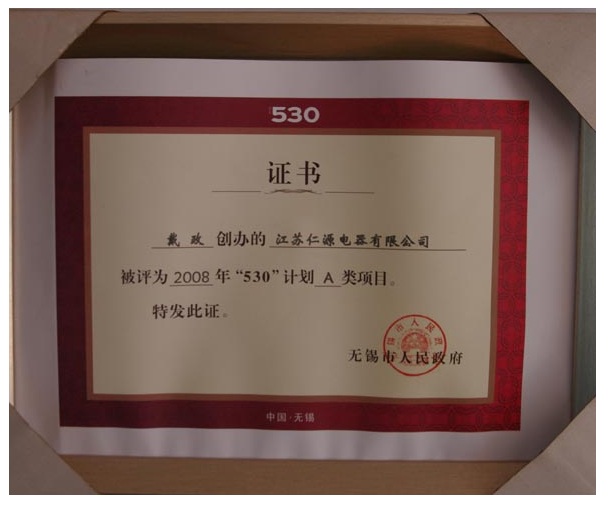 530
证书
戴政 创办的 江苏仁源电器有限公司
被评为 2008 年“530”计划 A 类项目。
特发此证。
无锡市人民政府
中国·无锡